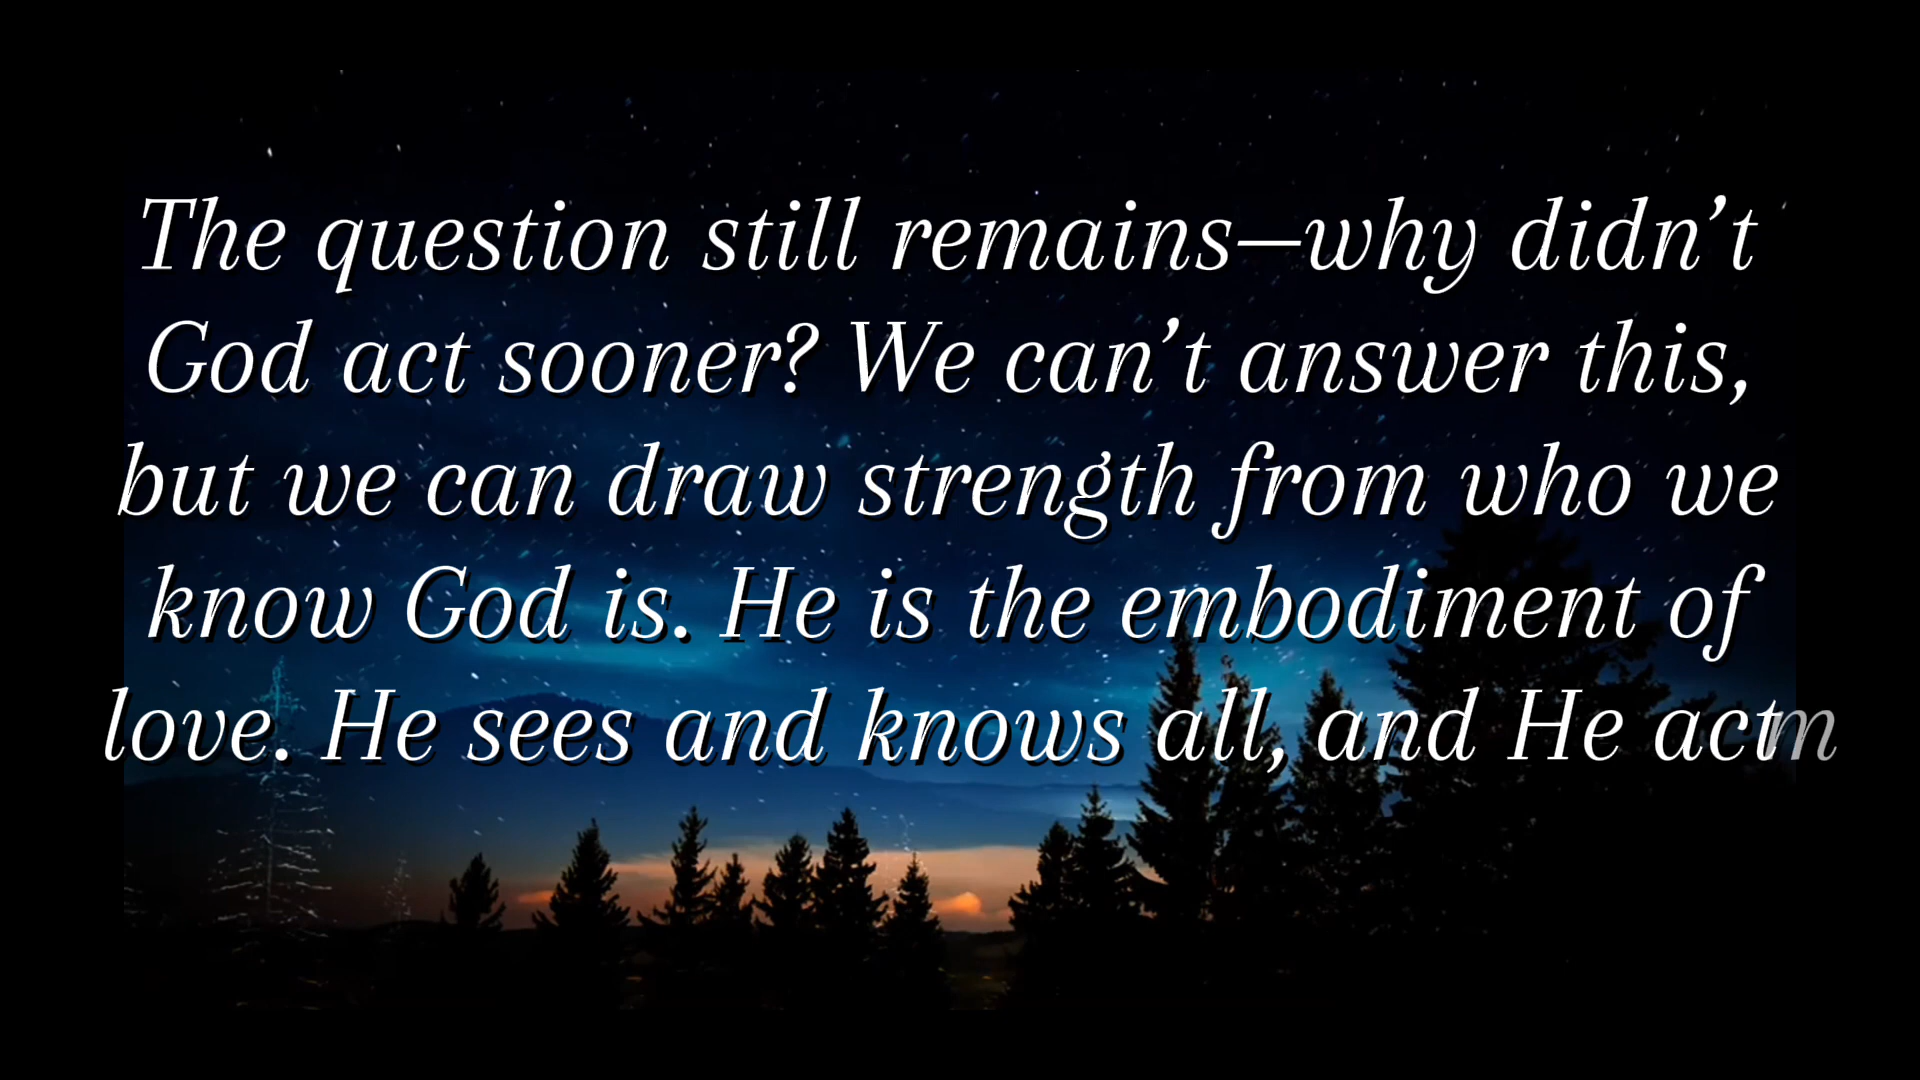 The question still remains—why didn’t
God act sooner? We can’t answer this,
but we can draw strength from who we
know God is. He is the embodiment of
love. He sees and knows all, and He